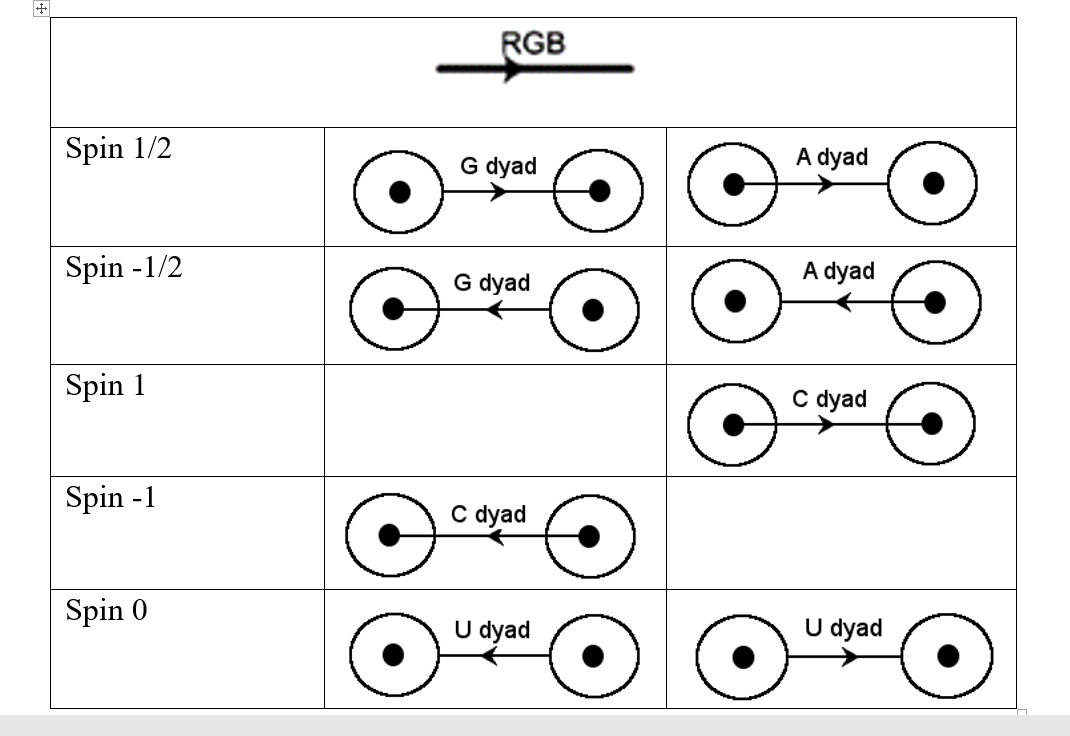 RGB
Spin 1/2
G dyad
A dyad
Spin -1/2
G dyad
A dyad
Spin 1
C dyad
Spin -1
C dyad
Spin 0
U dyad
U dyad